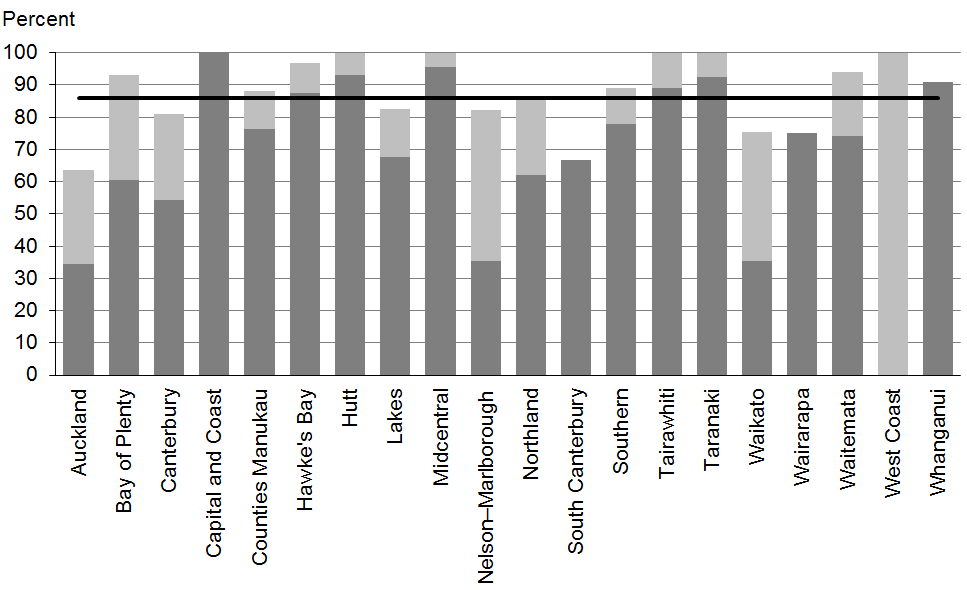 Percent
100
90
80
70
60
50
40
30
20
10
0
Auckland
Bay of Plenty
Canterbury
Capital and Coast
Counties Manukau
Hawke's Bay
Hutt
Lakes
Midcentral
Nelson–Marlborough
Northland
South Canterbury
Southern
Tairawhiti
Taranaki
Waikato
Wairarapa
Waitemata
West Coast
Whanganui